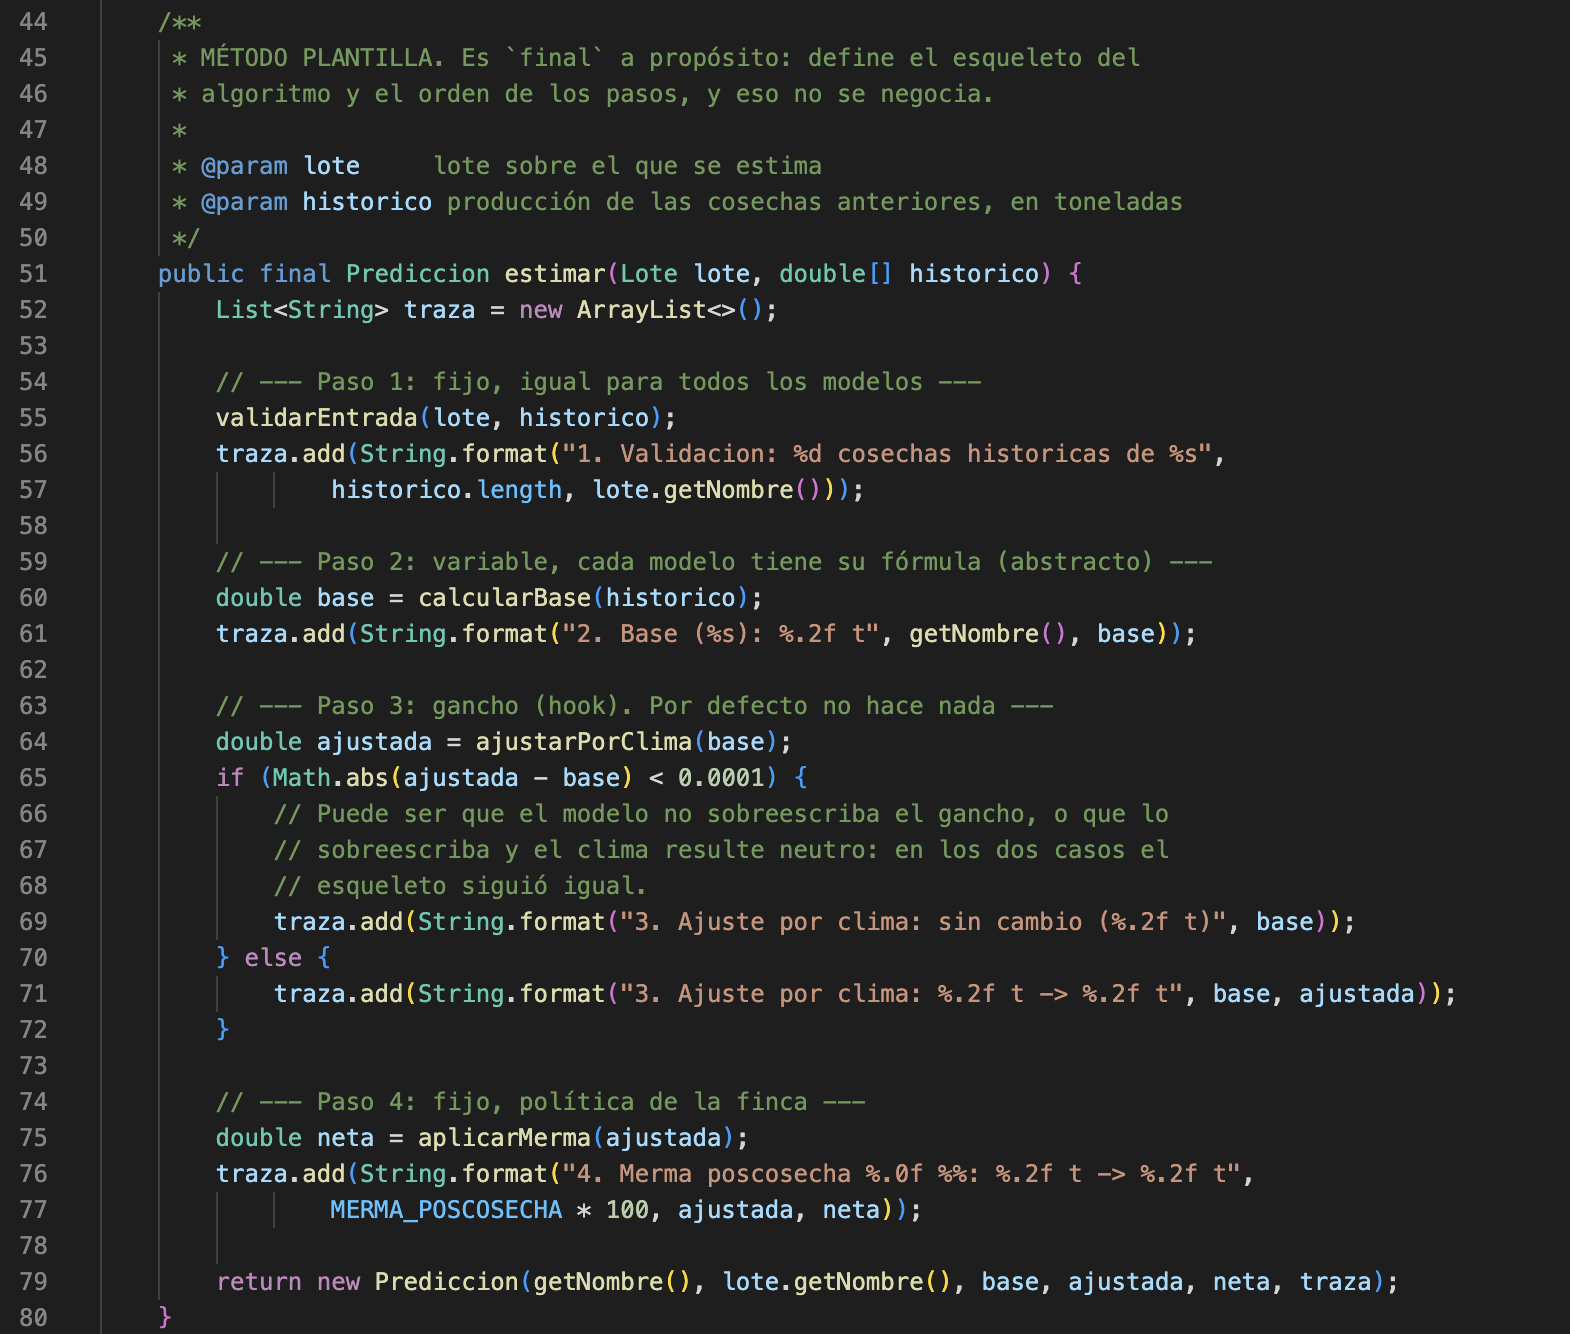 44 /**
45 * MÉTODO PLANTILLA. Es `final` a propósito: define el esqueleto del
46 * algoritmo y el orden de los pasos, y eso no se negocia.
47 *
48 * @param lote     lote sobre el que se estima
49 * @param historico producción de las cosechas anteriores, en toneladas
50 */
51 public final Prediccion estimar(Lote lote, double[] historico) {
52     List<String> traza = new ArrayList<>();
53
54     // --- Paso 1: fijo, igual para todos los modelos ---
55     validarEntrada(lote, historico);
56     traza.add(String.format("1. Validacion: %d cosechas historicas de %s",
57             historico.length, lote.getNombre()));
58
59     // --- Paso 2: variable, cada modelo tiene su fórmula (abstracto) ---
60     double base = calcularBase(historico);
61     traza.add(String.format("2. Base (%s): %.2f t", getNombre(), base));
62
63     // --- Paso 3: gancho (hook). Por defecto no hace nada ---
64     double ajustada = ajustarPorClima(base);
65     if (Math.abs(ajustada - base) < 0.0001) {
66         // Puede ser que el modelo no sobreescriba el gancho, o que lo
67         // sobreescriba y el clima resulte neutro: en los dos casos el
68         // esqueleto siguió igual.
69         traza.add(String.format("3. Ajuste por clima: sin cambio (%.2f t)", base));
70     } else {
71         traza.add(String.format("3. Ajuste por clima: %.2f t -> %.2f t", base, ajustada));
72     }
73
74     // --- Paso 4: fijo, política de la finca ---
75     double neta = aplicarMerma(ajustada);
76     traza.add(String.format("4. Merma poscosecha %.0f %%: %.2f t -> %.2f t",
77             MERMA_POSCOSECHA * 100, ajustada, neta));
78
79     return new Prediccion(getNombre(), lote.getNombre(), base, ajustada, neta, traza);
80 }